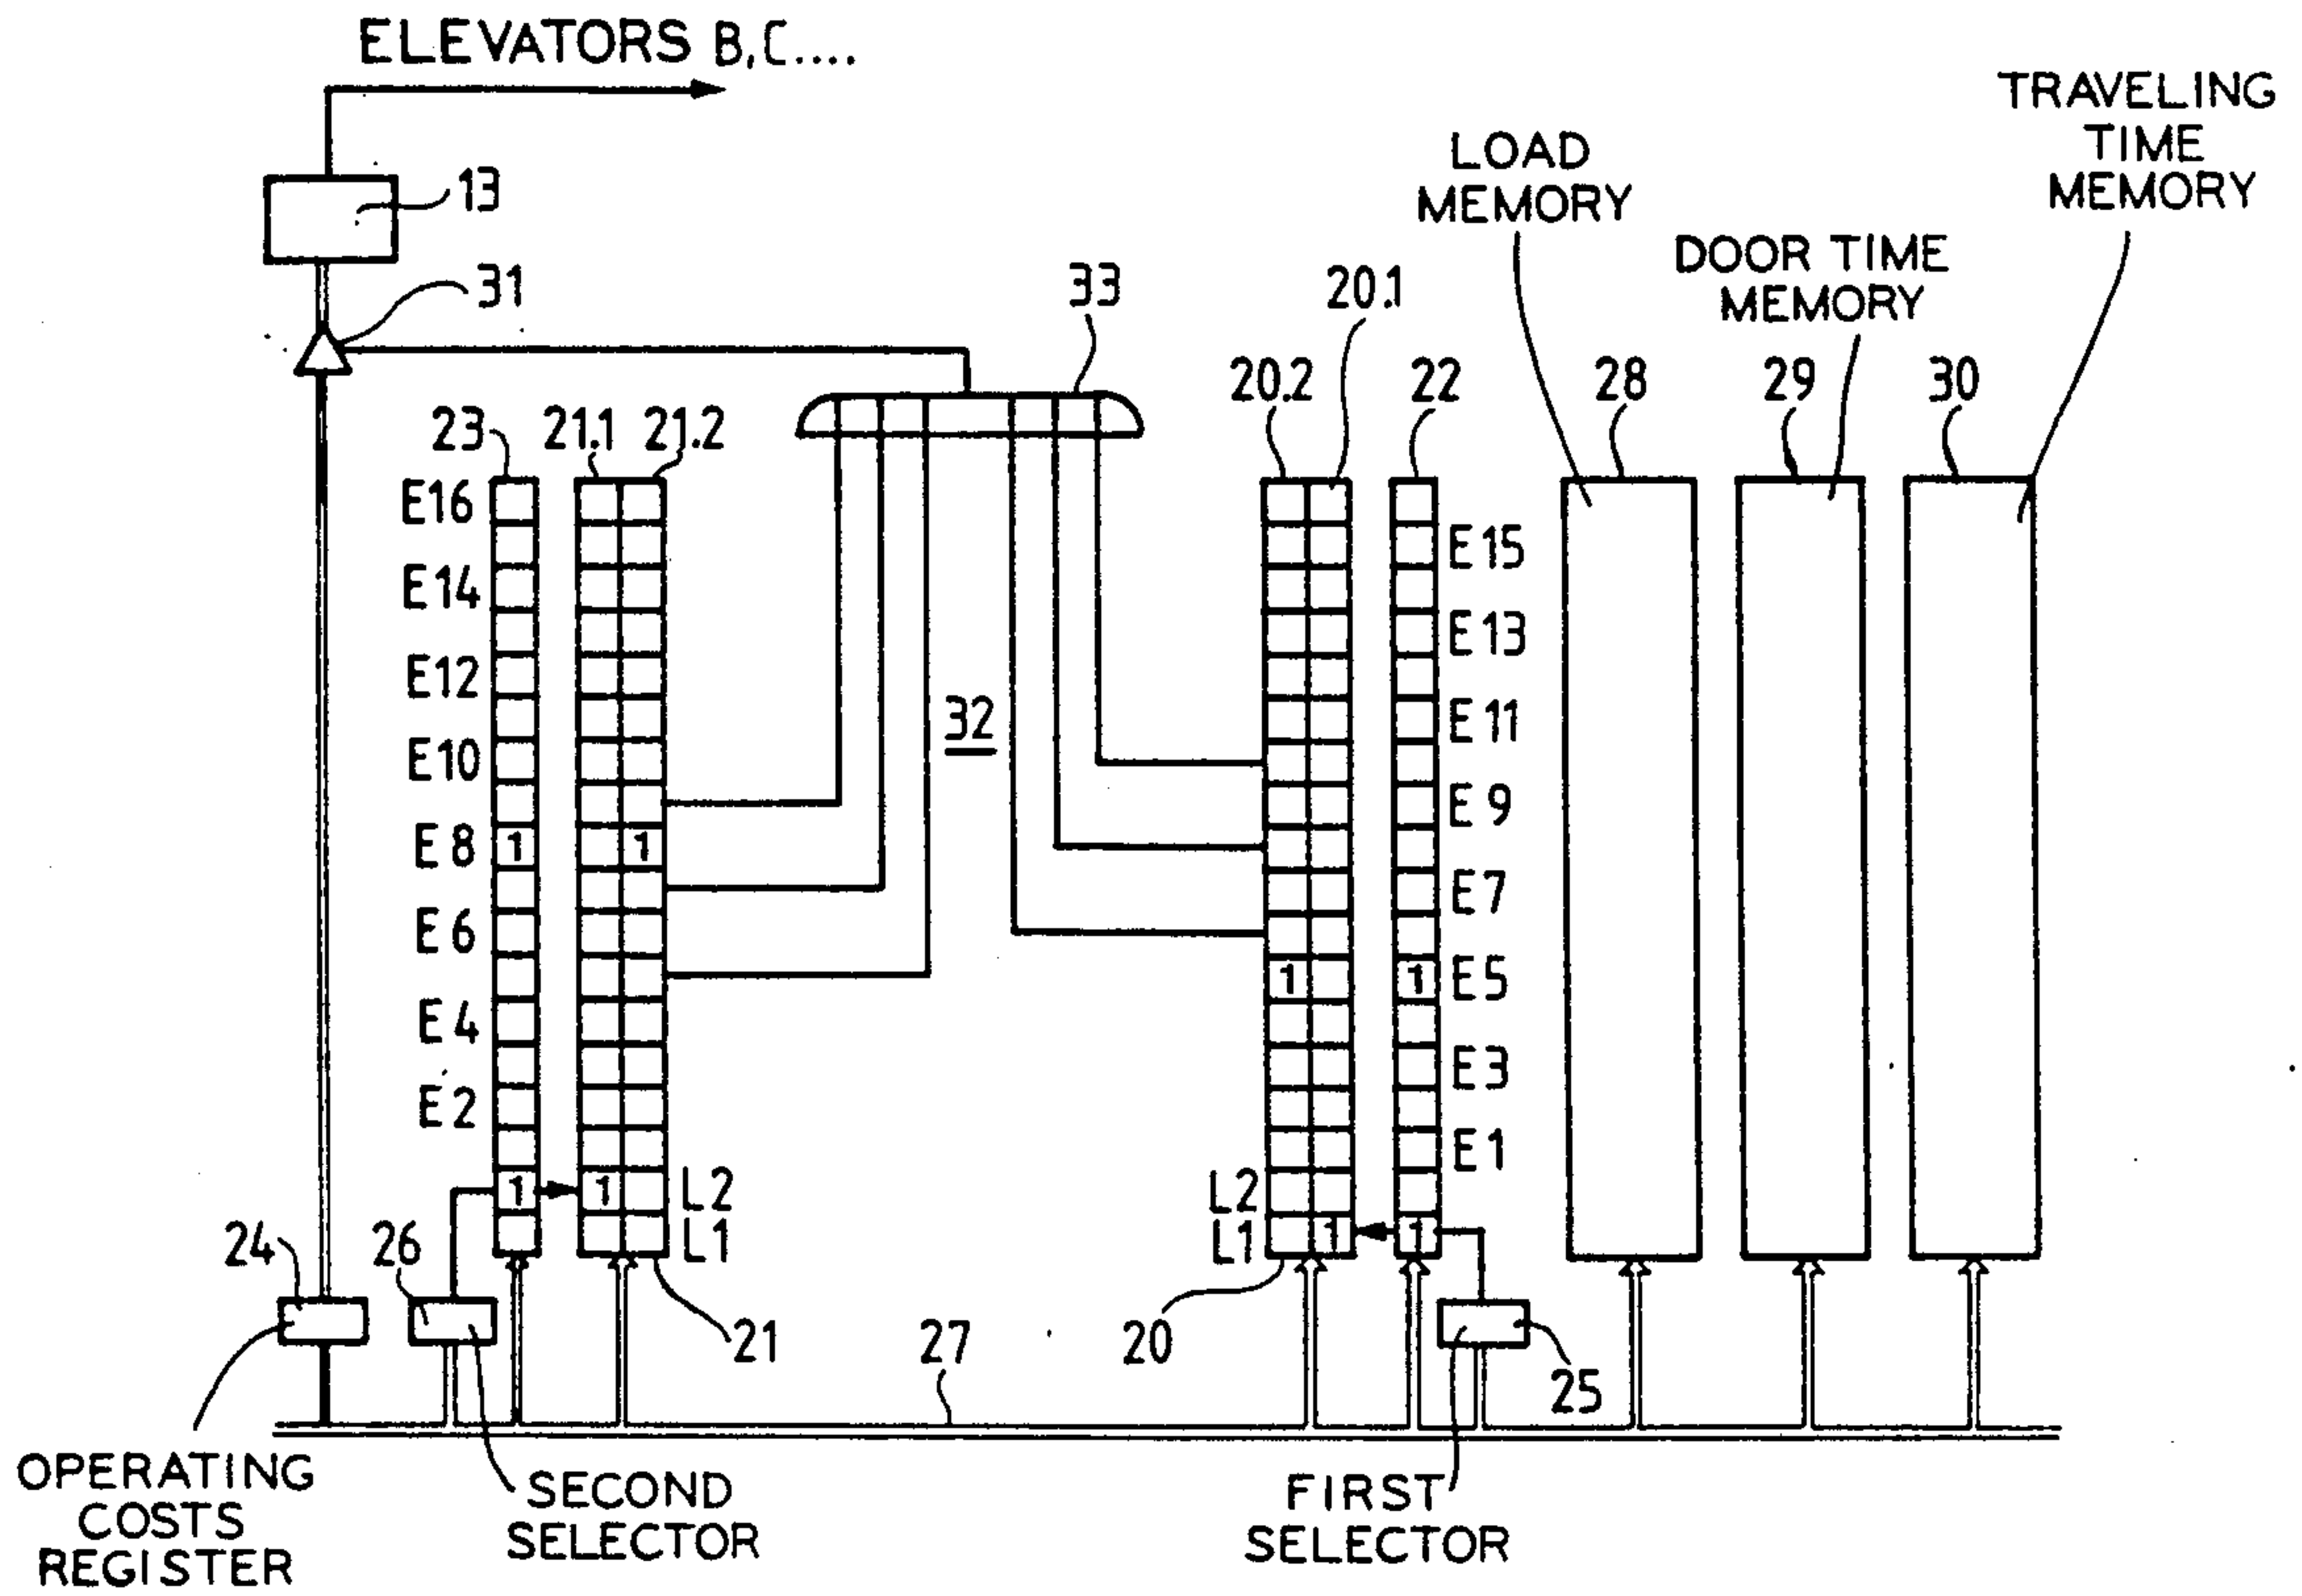 ELEVATORS B,C....
TRAVELING
TIME
MEMORY
LOAD
MEMORY
DOOR TIME
MEMORY
13
31
33
20.1
20.2
22
28
29
30
23
21.1
21.2
E16
E15
E14
E13
E12
E11
32
E10
E9
E8
1
1
E7
E6
1
1
E5
E4
E3
E2
E1
1
1
L2
L2
L1
L1
1
1
24
26
21
27
20
25
OPERATING
COSTS
REGISTER
SECOND
SELECTOR
FIRST
SELECTOR